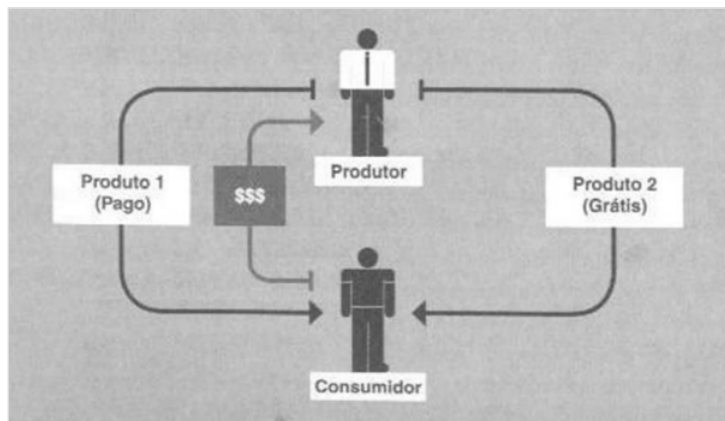 Produtor
Produto 1
(Pago)
$$$
Produto 2
(Grátis)
Consumidor